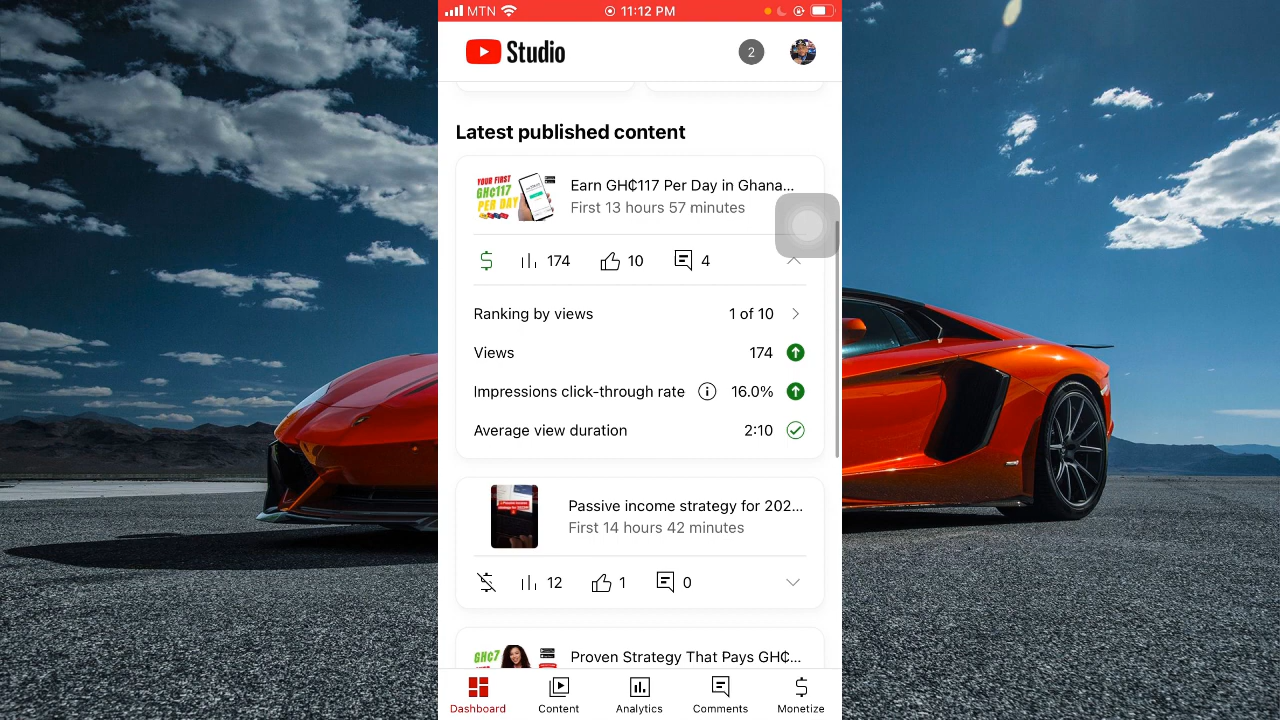 MTN 11:12 PM
Studio
2
Latest published content
YOUR FIRST
GH₵117
PER DAY
Earn GH₵117 Per Day in Ghana...
First 13 hours 57 minutes
174 10 4
Ranking by views 1 of 10
Views 174
Impressions click-through rate 16.0%
Average view duration 2:10
Passive income strategy for 202...
First 14 hours 42 minutes
12 1 0
GH₵7
Proven Strategy That Pays GH₵...
Dashboard Content Analytics Comments Monetize